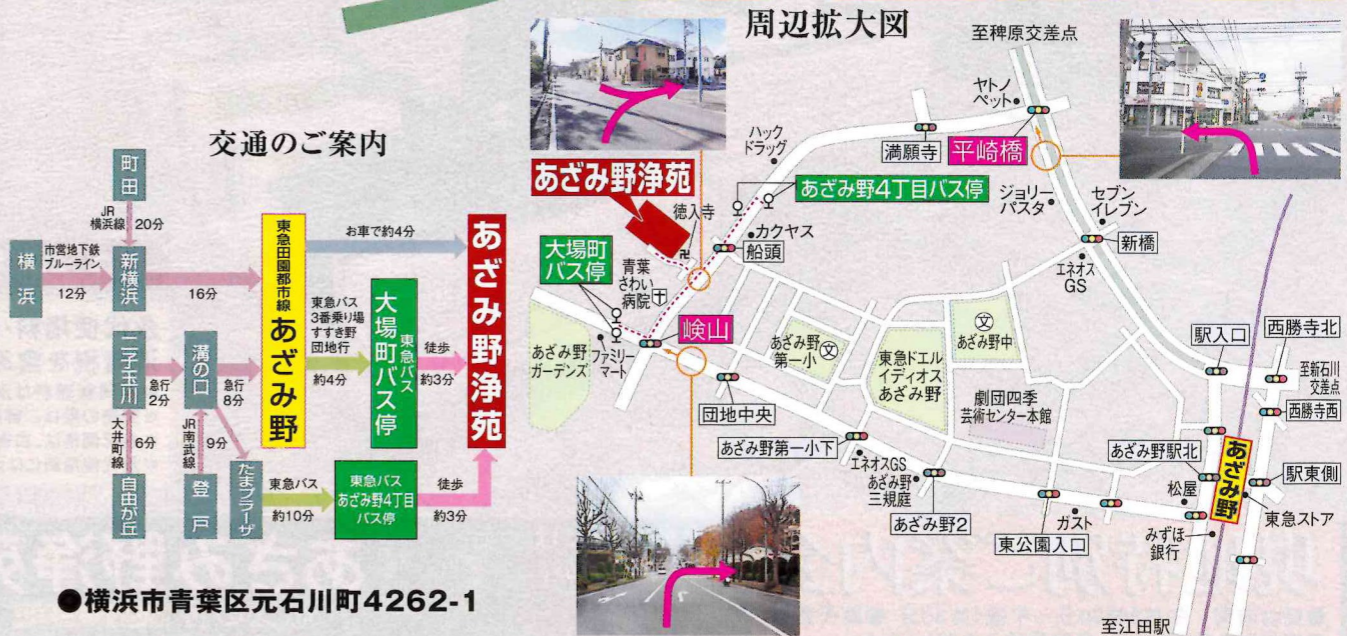 周辺拡大図
交通のご案内
町田
JR
横浜線
20分
横浜
市営地下鉄
ブルーライン
12分
新横浜
16分
二子玉川
急行
2分
溝の口
急行
8分
大井町線
6分
自由が丘
JR南武線
9分
登戸
たまプラーザ
東急田園都市線
あざみ野
お車で約4分
東急バス
3番乗り場
すすき野
団地行
約4分
大場町バス停
東急バス
徒歩
約3分
あざみ野浄苑
東急バス
約10分
東急バス
あざみ野4丁目
バス停
徒歩
約3分
●横浜市青葉区元石川町4262-1
至稗原交差点
ヤトノ
ペット
ハック
ドラッグ
満願寺
平崎橋
あざみ野浄苑
あざみ野4丁目バス停
徳入寺
ジョリー
パスタ
セブン
イレブン
カクヤス
船頭
新橋
エネオス
GS
大場町
バス停
青葉
さわい
病院
嶮山
あざみ野
ガーデンズ
ファミリー
マート
あざみ野
第一小
文
文
あざみ野中
東急ドエル
イディオス
あざみ野
劇団四季
芸術センター本館
駅入口
西勝寺北
至新石川
交差点
西勝寺西
団地中央
あざみ野第一小下
エネオスGS
あざみ野
三規庭
あざみ野2
東公園入口
ガスト
あざみ野駅北
あざみ野
駅東側
松屋
東急ストア
みずほ
銀行
至江田駅